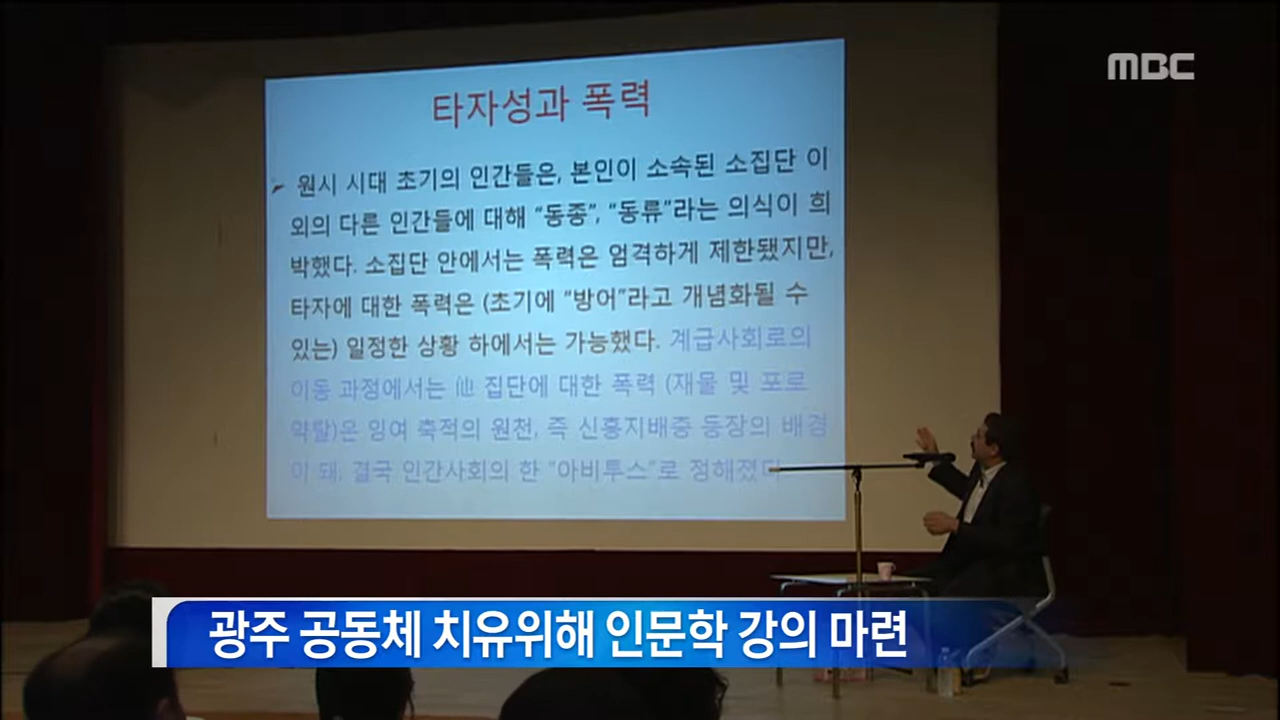 MBC
타자성과 폭력
➢ 원시 시대 초기의 인간들은, 본인이 소속된 소집단 이
외의 다른 인간들에 대해 “동종”, “동류”라는 의식이 희
박했다. 소집단 안에서는 폭력은 엄격하게 제한됐지만,
타자에 대한 폭력은 (초기에 “방어”라고 개념화될 수
있는) 일정한 상황 하에서는 가능했다. 계급사회로의
이동 과정에서는 他 집단에 대한 폭력 (재물 및 포로
약탈)은 잉여 축적의 원천, 즉 신흥지배층 등장의 배경
이 돼. 결국 인간사회의 한 “아비투스”로 정해졌다.
광주 공동체 치유위해 인문학 강의 마련